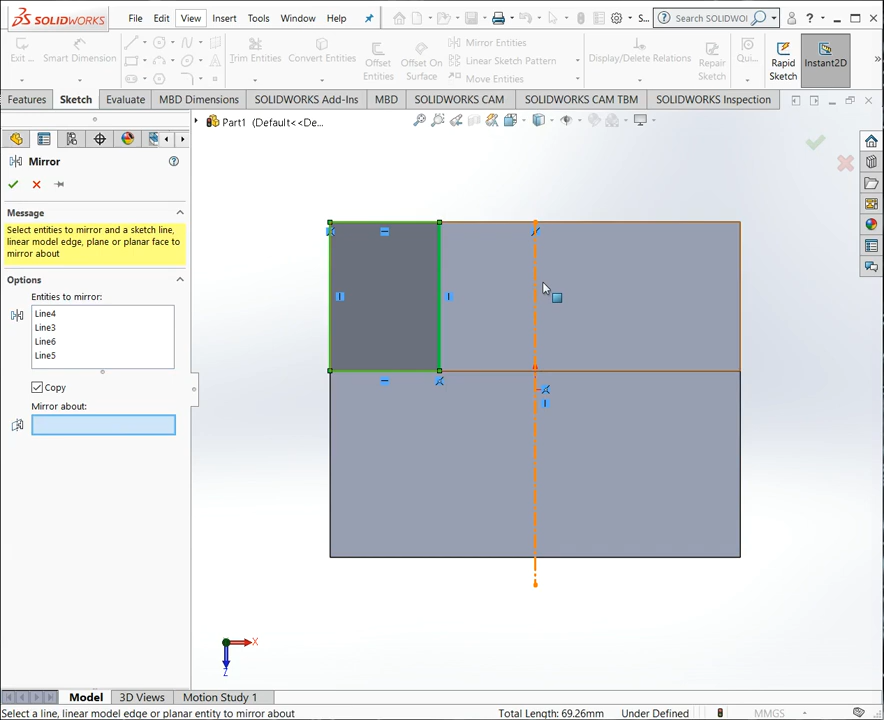 SOLIDWORKS
File
Edit
View
Insert
Tools
Window
Help
S...
Search SOLIDWOI
?
Exit ...
Smart Dimension
Trim Entities
Convert Entities
Offset
Entities
Offset On
Surface
Mirror Entities
Linear Sketch Pattern
Move Entities
Display/Delete Relations
Repair
Sketch
Qui...
Rapid
Sketch
Instant2D
Features
Sketch
Evaluate
MBD Dimensions
SOLIDWORKS Add-Ins
MBD
SOLIDWORKS CAM
SOLIDWORKS CAM TBM
SOLIDWORKS Inspection
Part1 (Default<<De...
Mirror
?
Message
Select entities to mirror and a sketch line,
linear model edge, plane or planar face to
mirror about
Options
Entities to mirror:
Line4
Line3
Line6
Line5
Copy
Mirror about:
X
Z
Model
3D Views
Motion Study 1
Select a line, linear model edge or planar entity to mirror about
Total Length: 69.26mm
Under Defined
MMGS